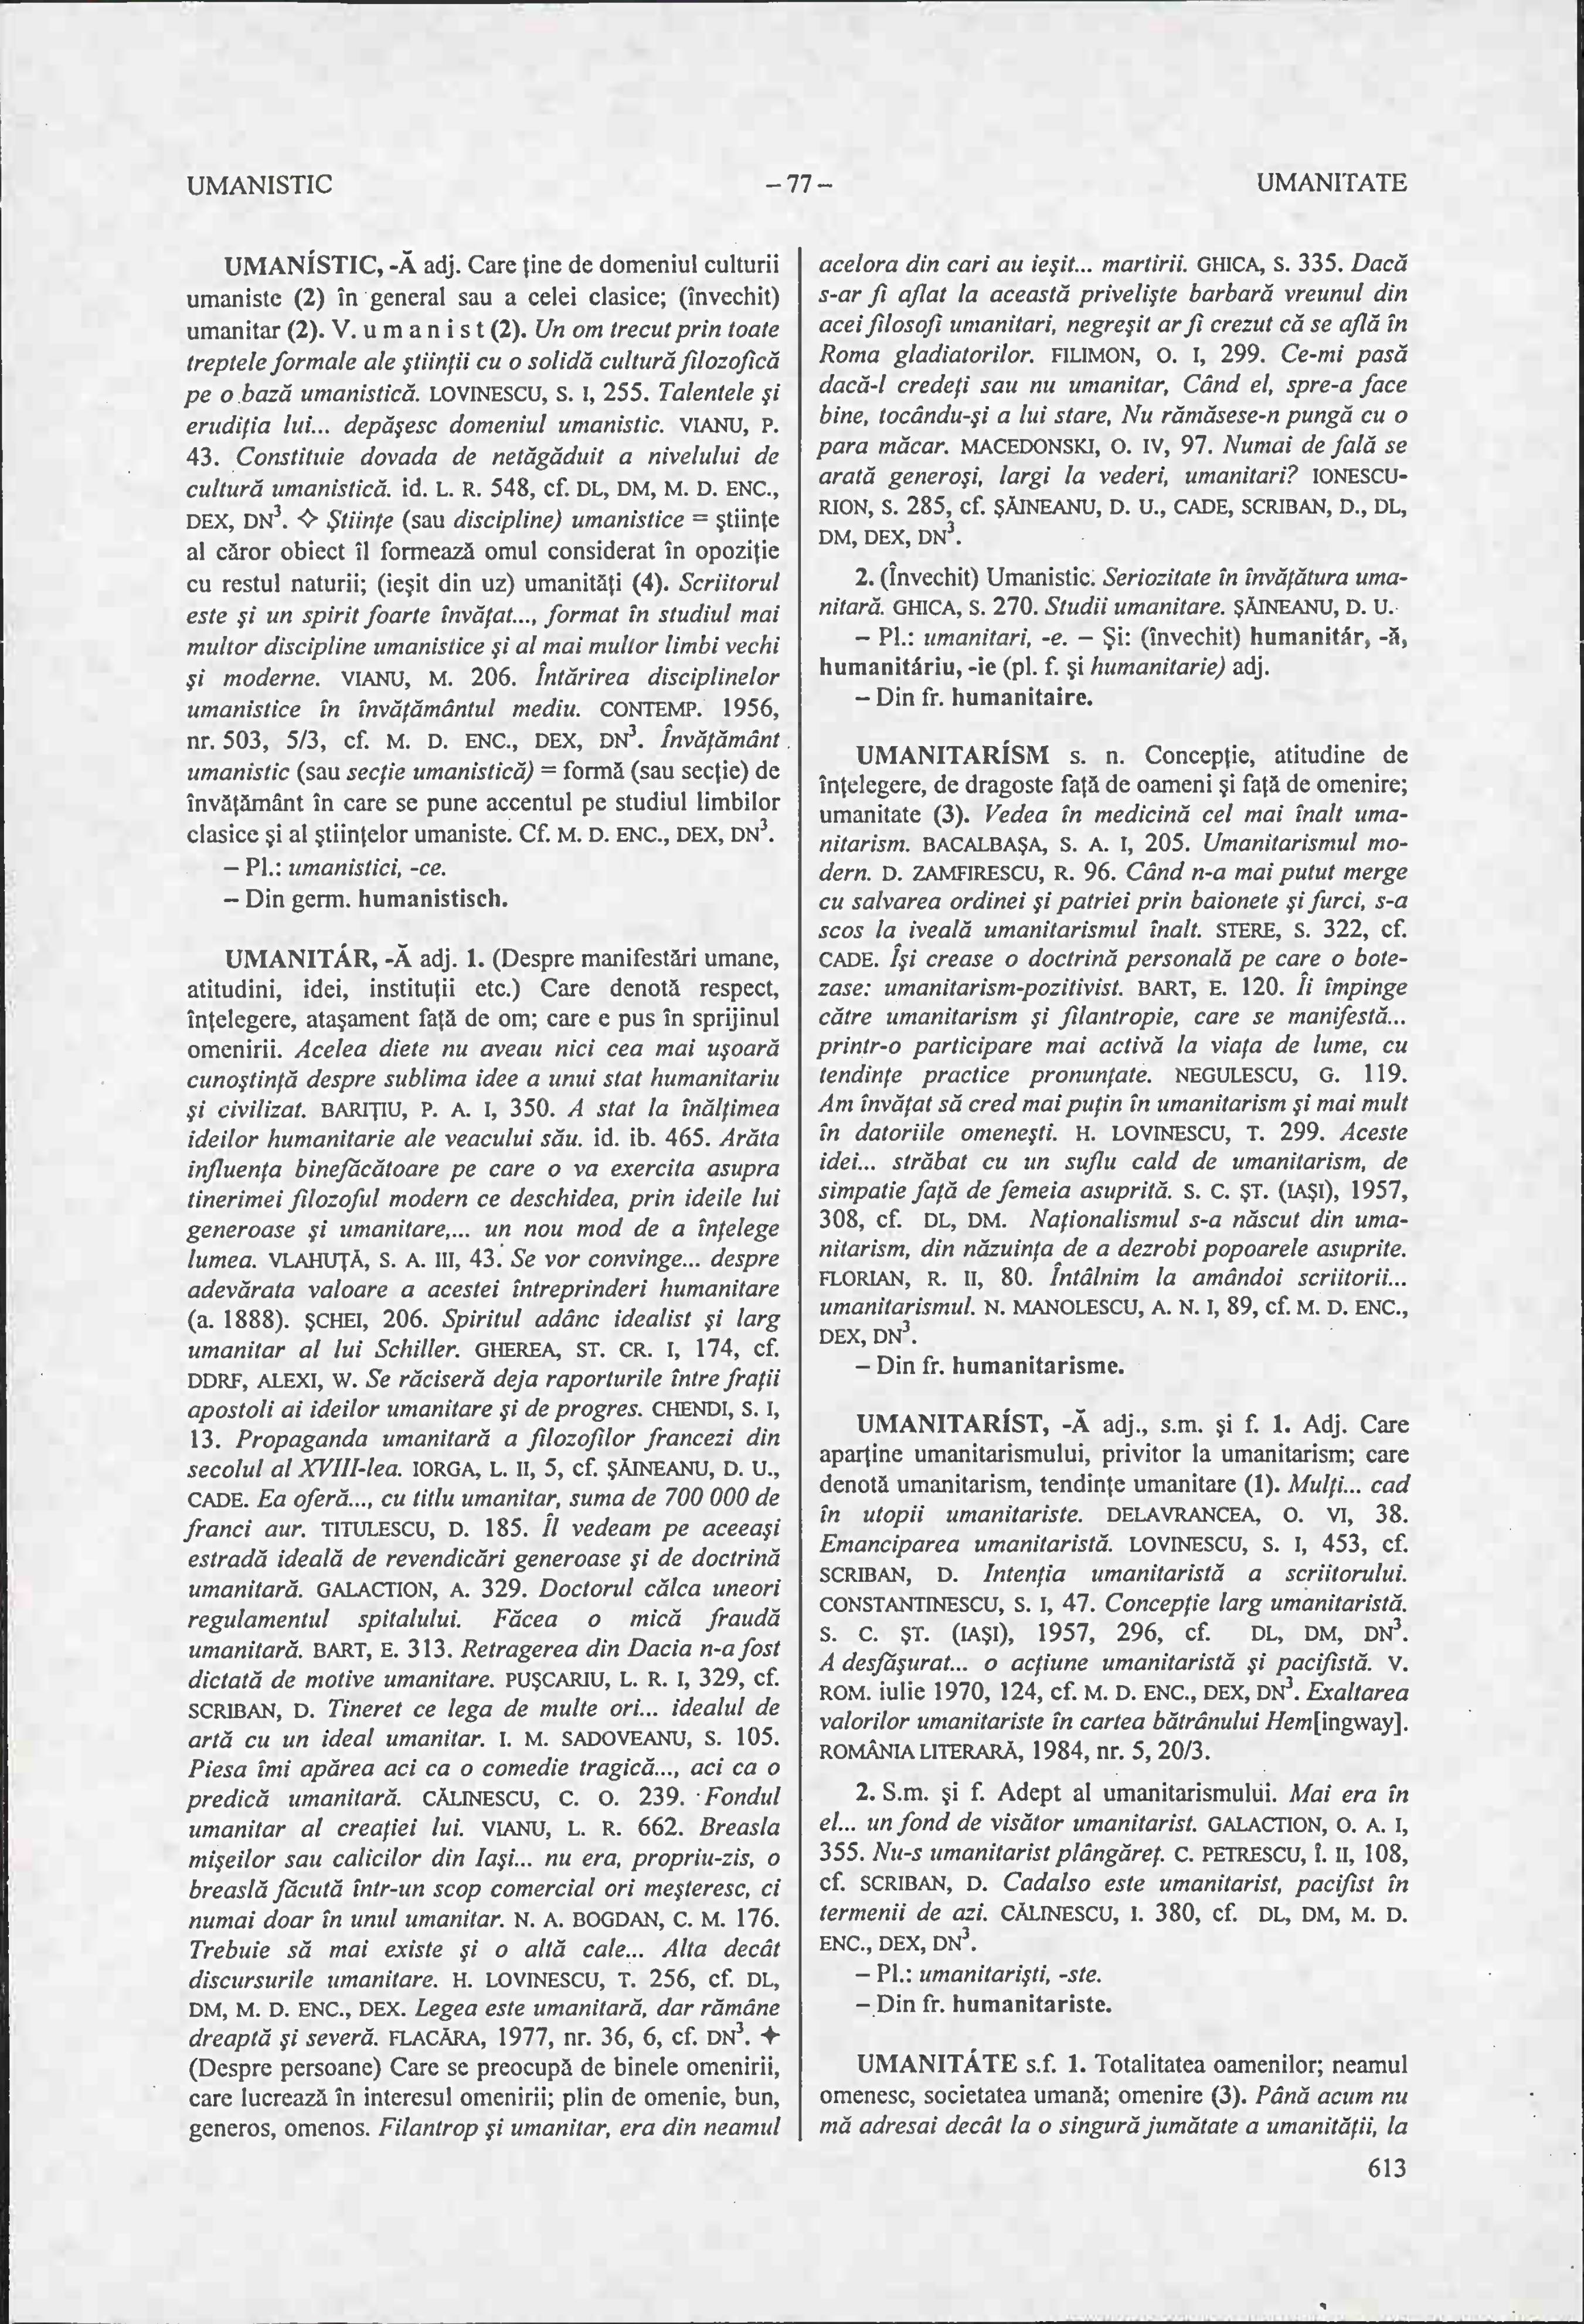 UMANISTIC
– 77 –
UMANITATE
UMANÍSTIC, -Ă adj. Care ţine de domeniul culturii
umaniste (2) în general sau a celei clasice; (învechit)
umanitar (2). V. u m a n i s t (2). Un om trecut prin toate
treptele formale ale ştiinţii cu o solidă cultură filozofică
pe o bază umanistică. LOVINESCU, S. I, 255. Talentele şi
erudiţia lui... depăşesc domeniul umanistic. VIANU, P.
43. Constituie dovada de netăgăduit a nivelului de
cultură umanistică. id. L. R. 548, cf. DL, DM, M. D. ENC.,
DEX, DN³. ◇ Ştiinţe (sau discipline) umanistice = ştiinţe
al căror obiect îl formează omul considerat în opoziţie
cu restul naturii; (ieşit din uz) umanităţi (4). Scriitorul
este şi un spirit foarte învăţat..., format în studiul mai
multor discipline umanistice şi al mai multor limbi vechi
şi moderne. VIANU, M. 206. Întărirea disciplinelor
umanistice în învăţământul mediu. CONTEMP. 1956,
nr. 503, 5/3, cf. M. D. ENC., DEX, DN³. Învăţământ
umanistic (sau secţie umanistică) = formă (sau secţie) de
învăţământ în care se pune accentul pe studiul limbilor
clasice şi al ştiinţelor umaniste. Cf. M. D. ENC., DEX, DN³.
– Pl.: umanistici, -ce.
– Din germ. humanistisch.
UMANITÁR, -Ă adj. 1. (Despre manifestări umane,
atitudini, idei, instituţii etc.) Care denotă respect,
înţelegere, ataşament faţă de om; care e pus în sprijinul
omenirii. Acelea diete nu aveau nici cea mai uşoară
cunoştinţă despre sublima idee a unui stat humanitariu
şi civilizat. BARIŢIU, P. A. I, 350. A stat la înălţimea
ideilor humanitarie ale veacului său. id. ib. 465. Arăta
influenţa binefăcătoare pe care o va exercita asupra
tinerimei filozoful modern ce deschidea, prin ideile lui
generoase şi umanitare,... un nou mod de a înţelege
lumea. VLAHUŢĂ, S. A. III, 43. Se vor convinge... despre
adevărata valoare a acestei întreprinderi humanitare
(a. 1888). ŞCHEI, 206. Spiritul adânc idealist şi larg
umanitar al lui Schiller. GHEREA, ST. CR. I, 174, cf.
DDRF, ALEXI, W. Se răciseră deja raporturile între fraţii
apostoli ai ideilor umanitare şi de progres. CHENDI, S. I,
13. Propaganda umanitară a filozofilor francezi din
secolul al XVIII-lea. IORGA, L. II, 5, cf. ŞĂINEANU, D. U.,
CADE. Ea oferă..., cu titlu umanitar, suma de 700 000 de
franci aur. TITULESCU, D. 185. Îl vedeam pe aceeaşi
estradă ideală de revendicări generoase şi de doctrină
umanitară. GALACTION, A. 329. Doctorul călca uneori
regulamentul spitalului. Făcea o mică fraudă
umanitară. BART, E. 313. Retragerea din Dacia n-a fost
dictată de motive umanitare. PUŞCARIU, L. R. I, 329, cf.
SCRIBAN, D. Tineret ce lega de multe ori... idealul de
artă cu un ideal umanitar. I. M. SADOVEANU, S. 105.
Piesa îmi apărea aci ca o comedie tragică..., aci ca o
predică umanitară. CĂLINESCU, C. O. 239. Fondul
umanitar al creaţiei lui. VIANU, L. R. 662. Breasla
mişeilor sau calicilor din Iaşi... nu era, propriu-zis, o
breaslă făcută într-un scop comercial ori meşteresc, ci
numai doar în unul umanitar. N. A. BOGDAN, C. M. 176.
Trebuie să mai existe şi o altă cale... Alta decât
discursurile umanitare. H. LOVINESCU, T. 256, cf. DL,
DM, M. D. ENC., DEX. Legea este umanitară, dar rămâne
dreaptă şi severă. FLACĂRA, 1977, nr. 36, 6, cf. DN³. ✦
(Despre persoane) Care se preocupă de binele omenirii,
care lucrează în interesul omenirii; plin de omenie, bun,
generos, omenos. Filantrop şi umanitar, era din neamul
acelora din cari au ieşit... martirii. GHICA, S. 335. Dacă
s-ar fi aflat la această privelişte barbară vreunul din
acei filosofi umanitari, negreşit ar fi crezut că se află în
Roma gladiatorilor. FILIMON, O. I, 299. Ce-mi pasă
dacă-l credeţi sau nu umanitar, Când el, spre-a face
bine, tocându-şi a lui stare, Nu rămăsese-n pungă cu o
para măcar. MACEDONSKI, O. IV, 97. Numai de fală se
arată generoşi, largi la vederi, umanitari? IONESCU-
RION, S. 285, cf. ŞĂINEANU, D. U., CADE, SCRIBAN, D., DL,
DM, DEX, DN³.
2. (Învechit) Umanistic. Seriozitate în învăţătura uma-
nitară. GHICA, S. 270. Studii umanitare. ŞĂINEANU, D. U.
– Pl.: umanitari, -e. – Şi: (învechit) humanitár, -ă,
humanitáriu, -ie (pl. f. şi humanitarie) adj.
– Din fr. humanitaire.
UMANITARÍSM s. n. Concepţie, atitudine de
înţelegere, de dragoste faţă de oameni şi faţă de omenire;
umanitate (3). Vedea în medicină cel mai înalt uma-
nitarism. BACALBAŞA, S. A. I, 205. Umanitarismul mo-
dern. D. ZAMFIRESCU, R. 96. Când n-a mai putut merge
cu salvarea ordinei şi patriei prin baionete şi furci, s-a
scos la iveală umanitarismul înalt. STERE, S. 322, cf.
CADE. Îşi crease o doctrină personală pe care o bote-
zase: umanitarism-pozitivist. BART, E. 120. Îi împinge
către umanitarism şi filantropie, care se manifestă...
printr-o participare mai activă la viaţa de lume, cu
tendinţe practice pronunţate. NEGULESCU, G. 119.
Am învăţat să cred mai puţin în umanitarism şi mai mult
în datoriile omeneşti. H. LOVINESCU, T. 299. Aceste
idei... străbat cu un suflu cald de umanitarism, de
simpatie faţă de femeia asuprită. S. C. ŞT. (IAŞI), 1957,
308, cf. DL, DM. Naţionalismul s-a născut din uma-
nitarism, din năzuinţa de a dezrobi popoarele asuprite.
FLORIAN, R. II, 80. Întâlnim la amândoi scriitorii...
umanitarismul. N. MANOLESCU, A. N. I, 89, cf. M. D. ENC.,
DEX, DN³.
– Din fr. humanitarisme.
UMANITARÍST, -Ă adj., s.m. şi f. 1. Adj. Care
aparţine umanitarismului, privitor la umanitarism; care
denotă umanitarism, tendinţe umanitare (1). Mulţi... cad
în utopii umanitariste. DELAVRANCEA, O. VI, 38.
Emanciparea umanitaristă. LOVINESCU, S. I, 453, cf.
SCRIBAN, D. Intenţia umanitaristă a scriitorului.
CONSTANTINESCU, S. I, 47. Concepţie larg umanitaristă.
S. C. ŞT. (IAŞI), 1957, 296, cf. DL, DM, DN³.
A desfăşurat... o acţiune umanitaristă şi pacifistă. V.
ROM. iulie 1970, 124, cf. M. D. ENC., DEX, DN³. Exaltarea
valorilor umanitariste în cartea bătrânului Hem[ingway].
ROMÂNIA LITERARĂ, 1984, nr. 5, 20/3.
2. S.m. şi f. Adept al umanitarismului. Mai era în
el... un fond de visător umanitarist. GALACTION, O. A. I,
355. Nu-s umanitarist plângăreţ. C. PETRESCU, Î. II, 108,
cf. SCRIBAN, D. Cadalso este umanitarist, pacifist în
termenii de azi. CĂLINESCU, I. 380, cf. DL, DM, M. D.
ENC., DEX, DN³.
– Pl.: umanitarişti, -ste.
– Din fr. humanitariste.
UMANITÁTE s.f. 1. Totalitatea oamenilor; neamul
omenesc, societatea umană; omenire (3). Până acum nu
mă adresai decât la o singură jumătate a umanităţii, la
613